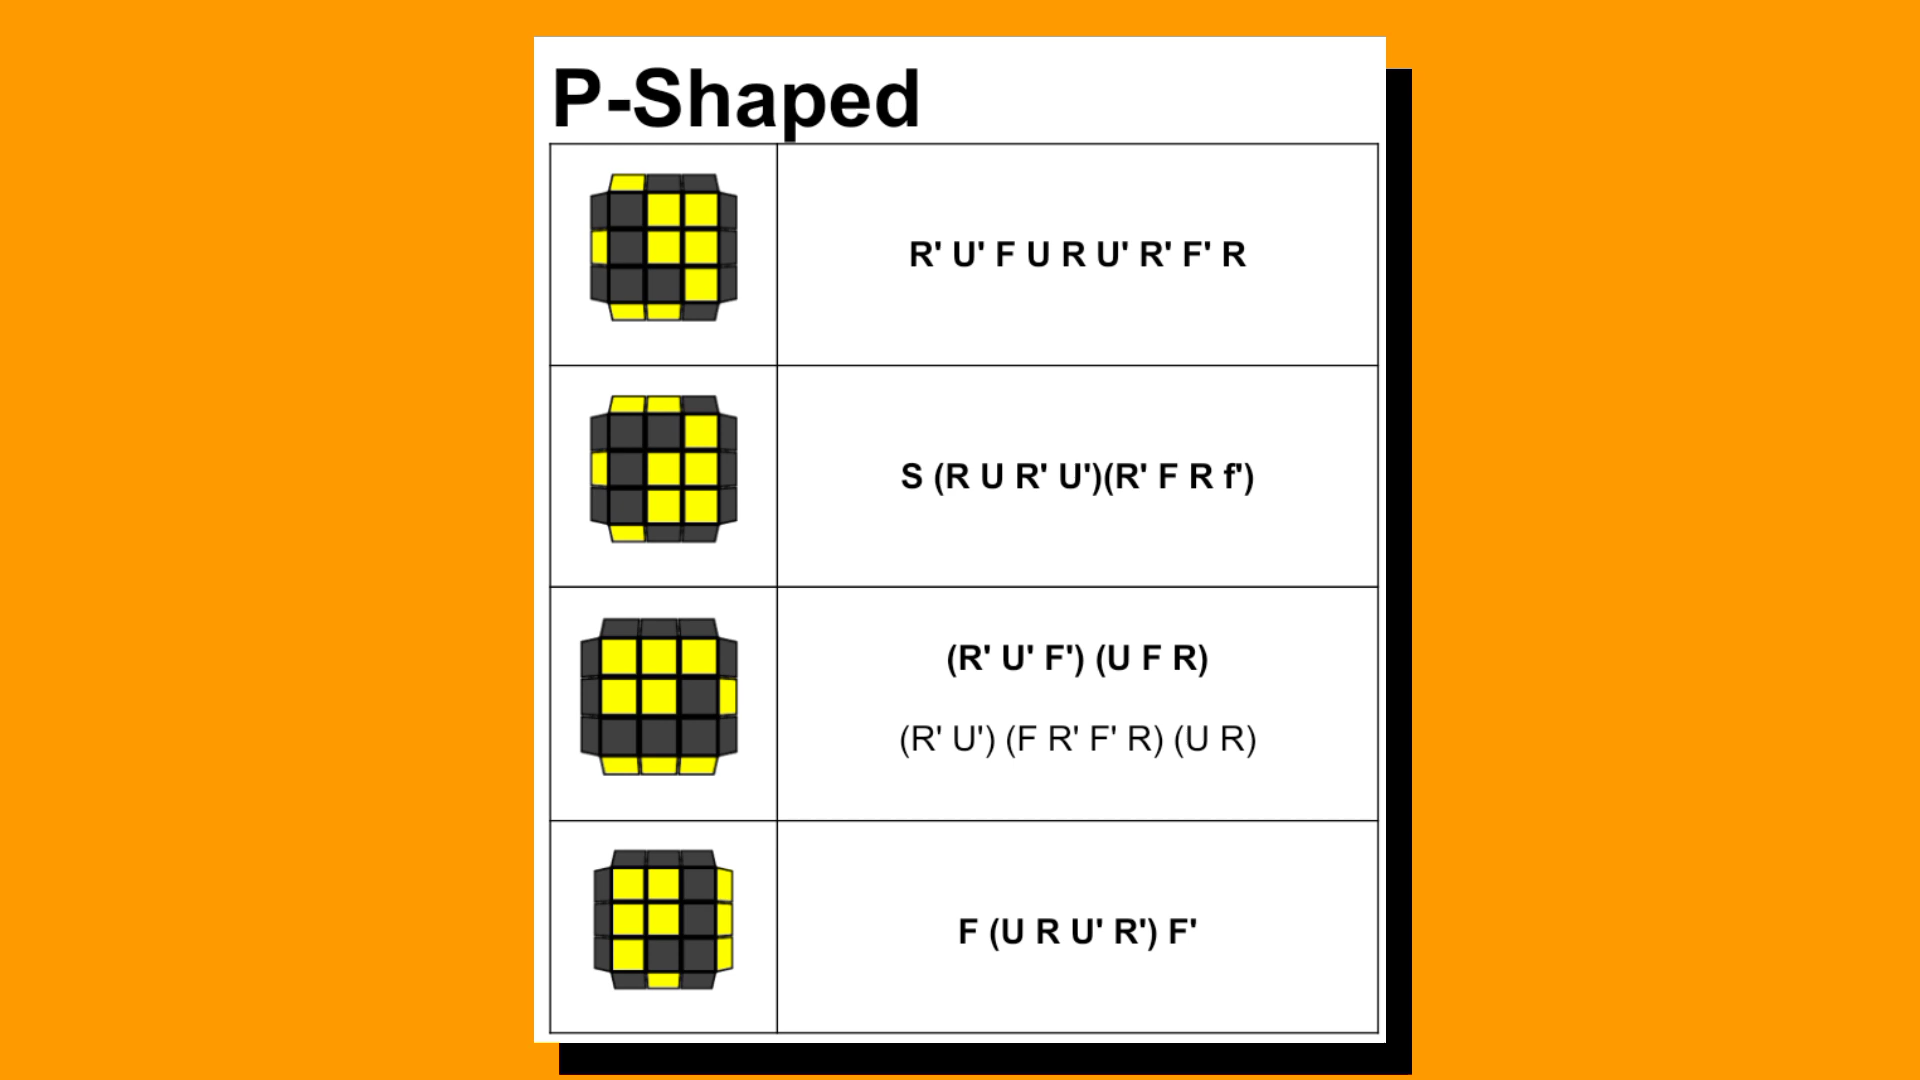 P-Shaped
R' U' F U R U' R' F' R
S (R U R' U')(R' F R f')
(R' U' F') (U F R)
(R' U') (F R' F' R) (U R)
F (U R U' R') F'